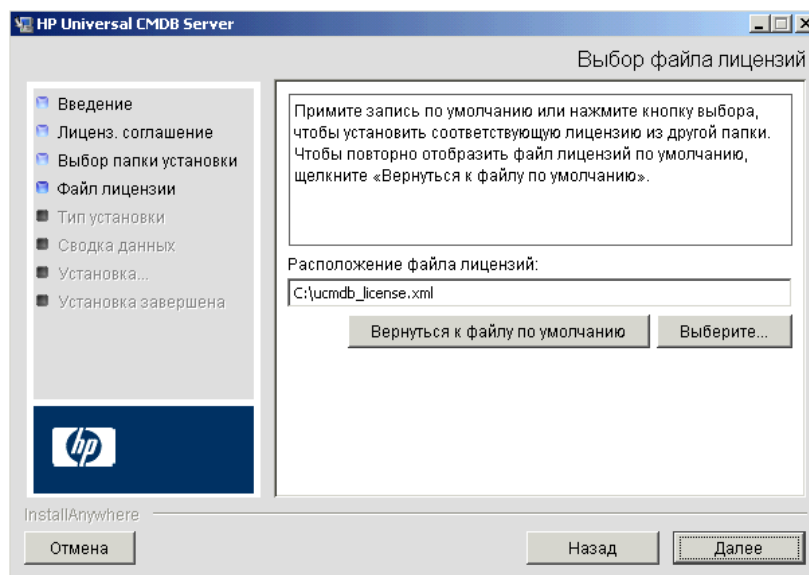 HP Universal CMDB Server
Выбор файла лицензий
Введение
Лиценз. соглашение
Выбор папки установки
Файл лицензии
Тип установки
Сводка данных
Установка...
Установка завершена
Примите запись по умолчанию или нажмите кнопку выбора,
чтобы установить соответствующую лицензию из другой папки.
Чтобы повторно отобразить файл лицензий по умолчанию,
щелкните «Вернуться к файлу по умолчанию».
Расположение файла лицензий:
C:\ucmdb_license.xml
Вернуться к файлу по умолчанию
Выберите...
hp
InstallAnywhere
Отмена
Назад
Далее